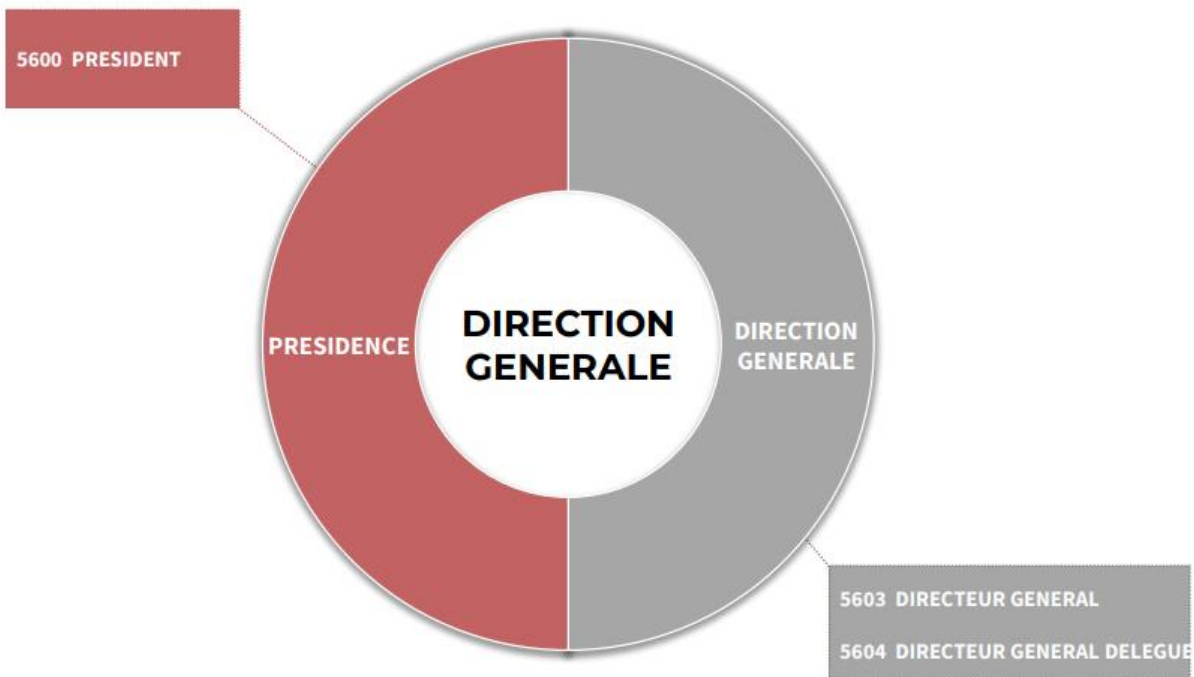 5600 PRESIDENT
PRESIDENCE
DIRECTION
GENERALE
DIRECTION
GENERALE
5603 DIRECTEUR GENERAL
5604 DIRECTEUR GENERAL DELEGUE